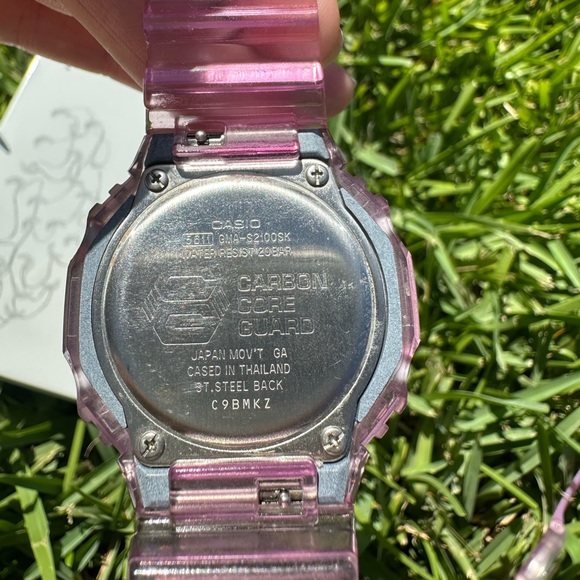 CASIO
5611 GMA-S2100SK
WATER RESIST 20BAR
CARBON
CORE
GUARD
JAPAN MOV'T GA
CASED IN THAILAND
ST.STEEL BACK
C9BMKZ